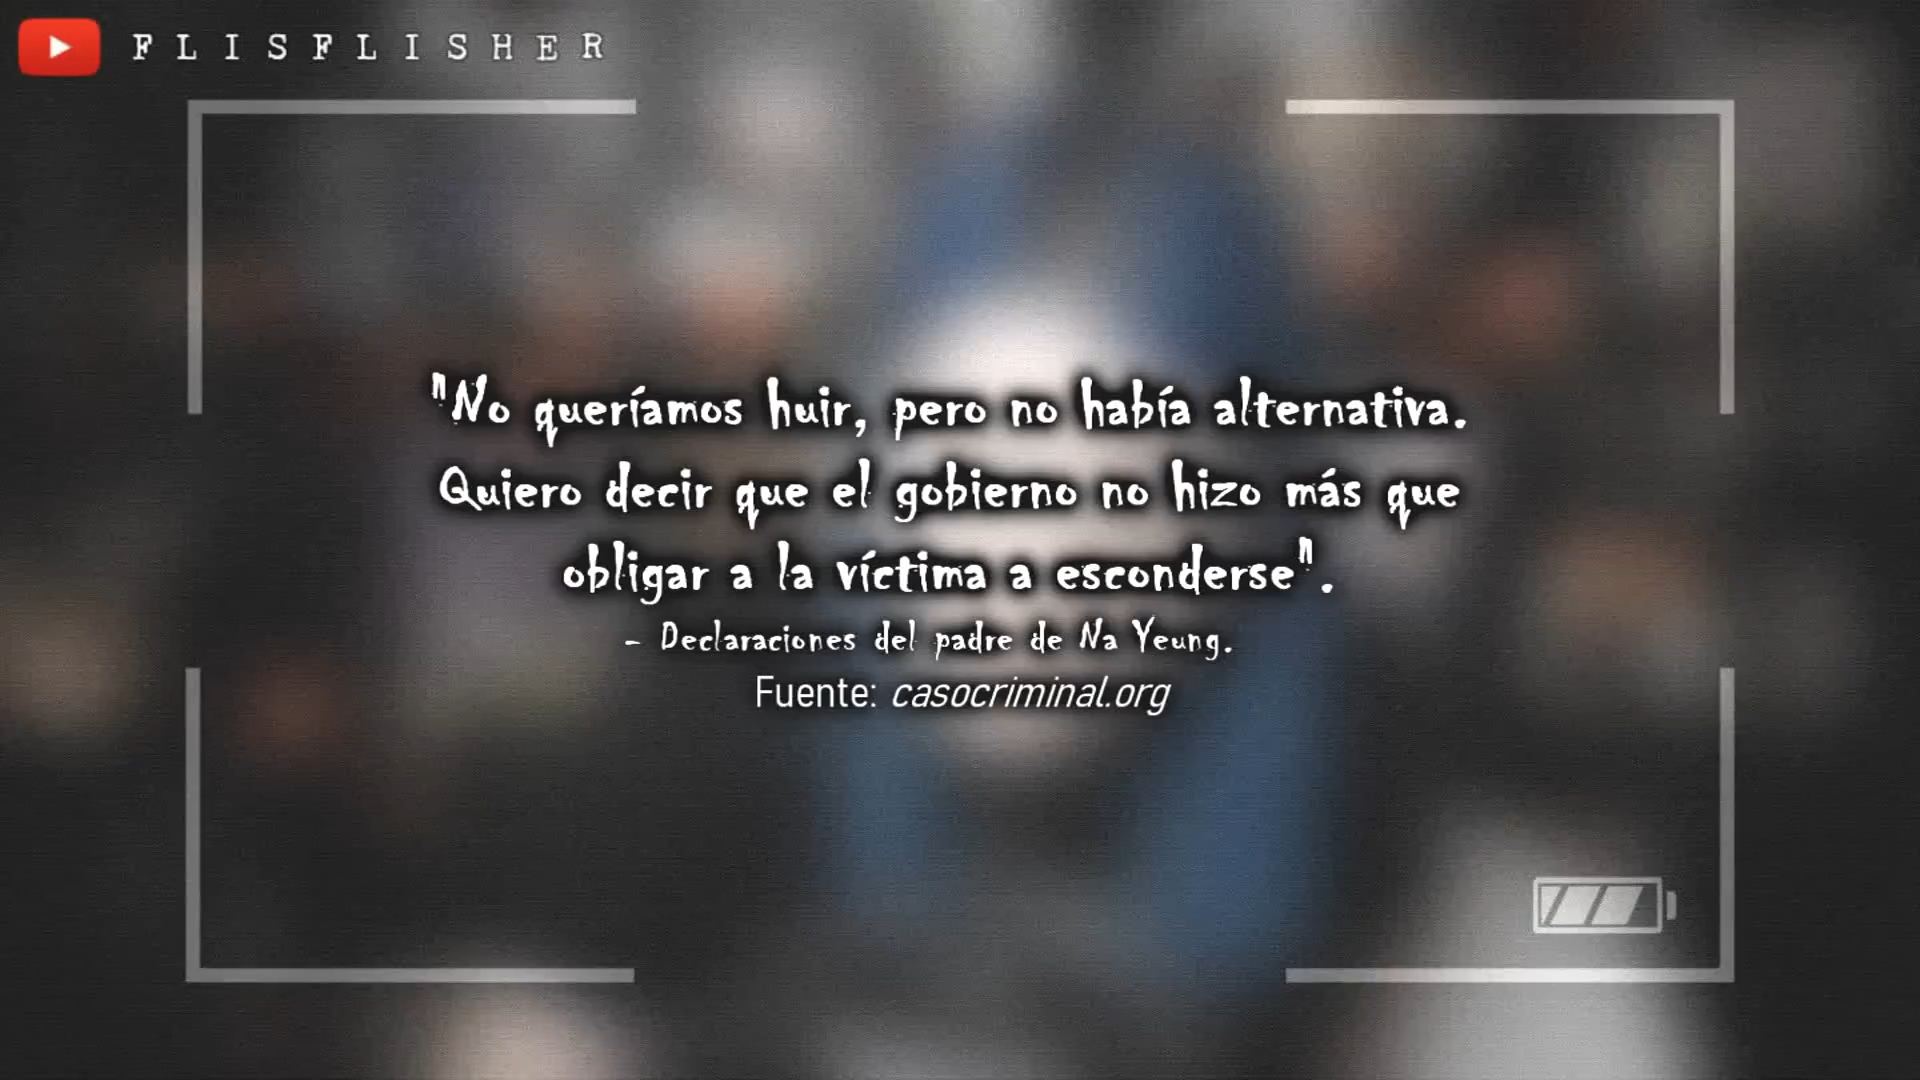 FLISFLISHER
"No queríamos huir, pero no había alternativa.
Quiero decir que el gobierno no hizo más que
obligar a la víctima a esconderse".
- Declaraciones del padre de Na Yeung.
Fuente: casocriminal.org